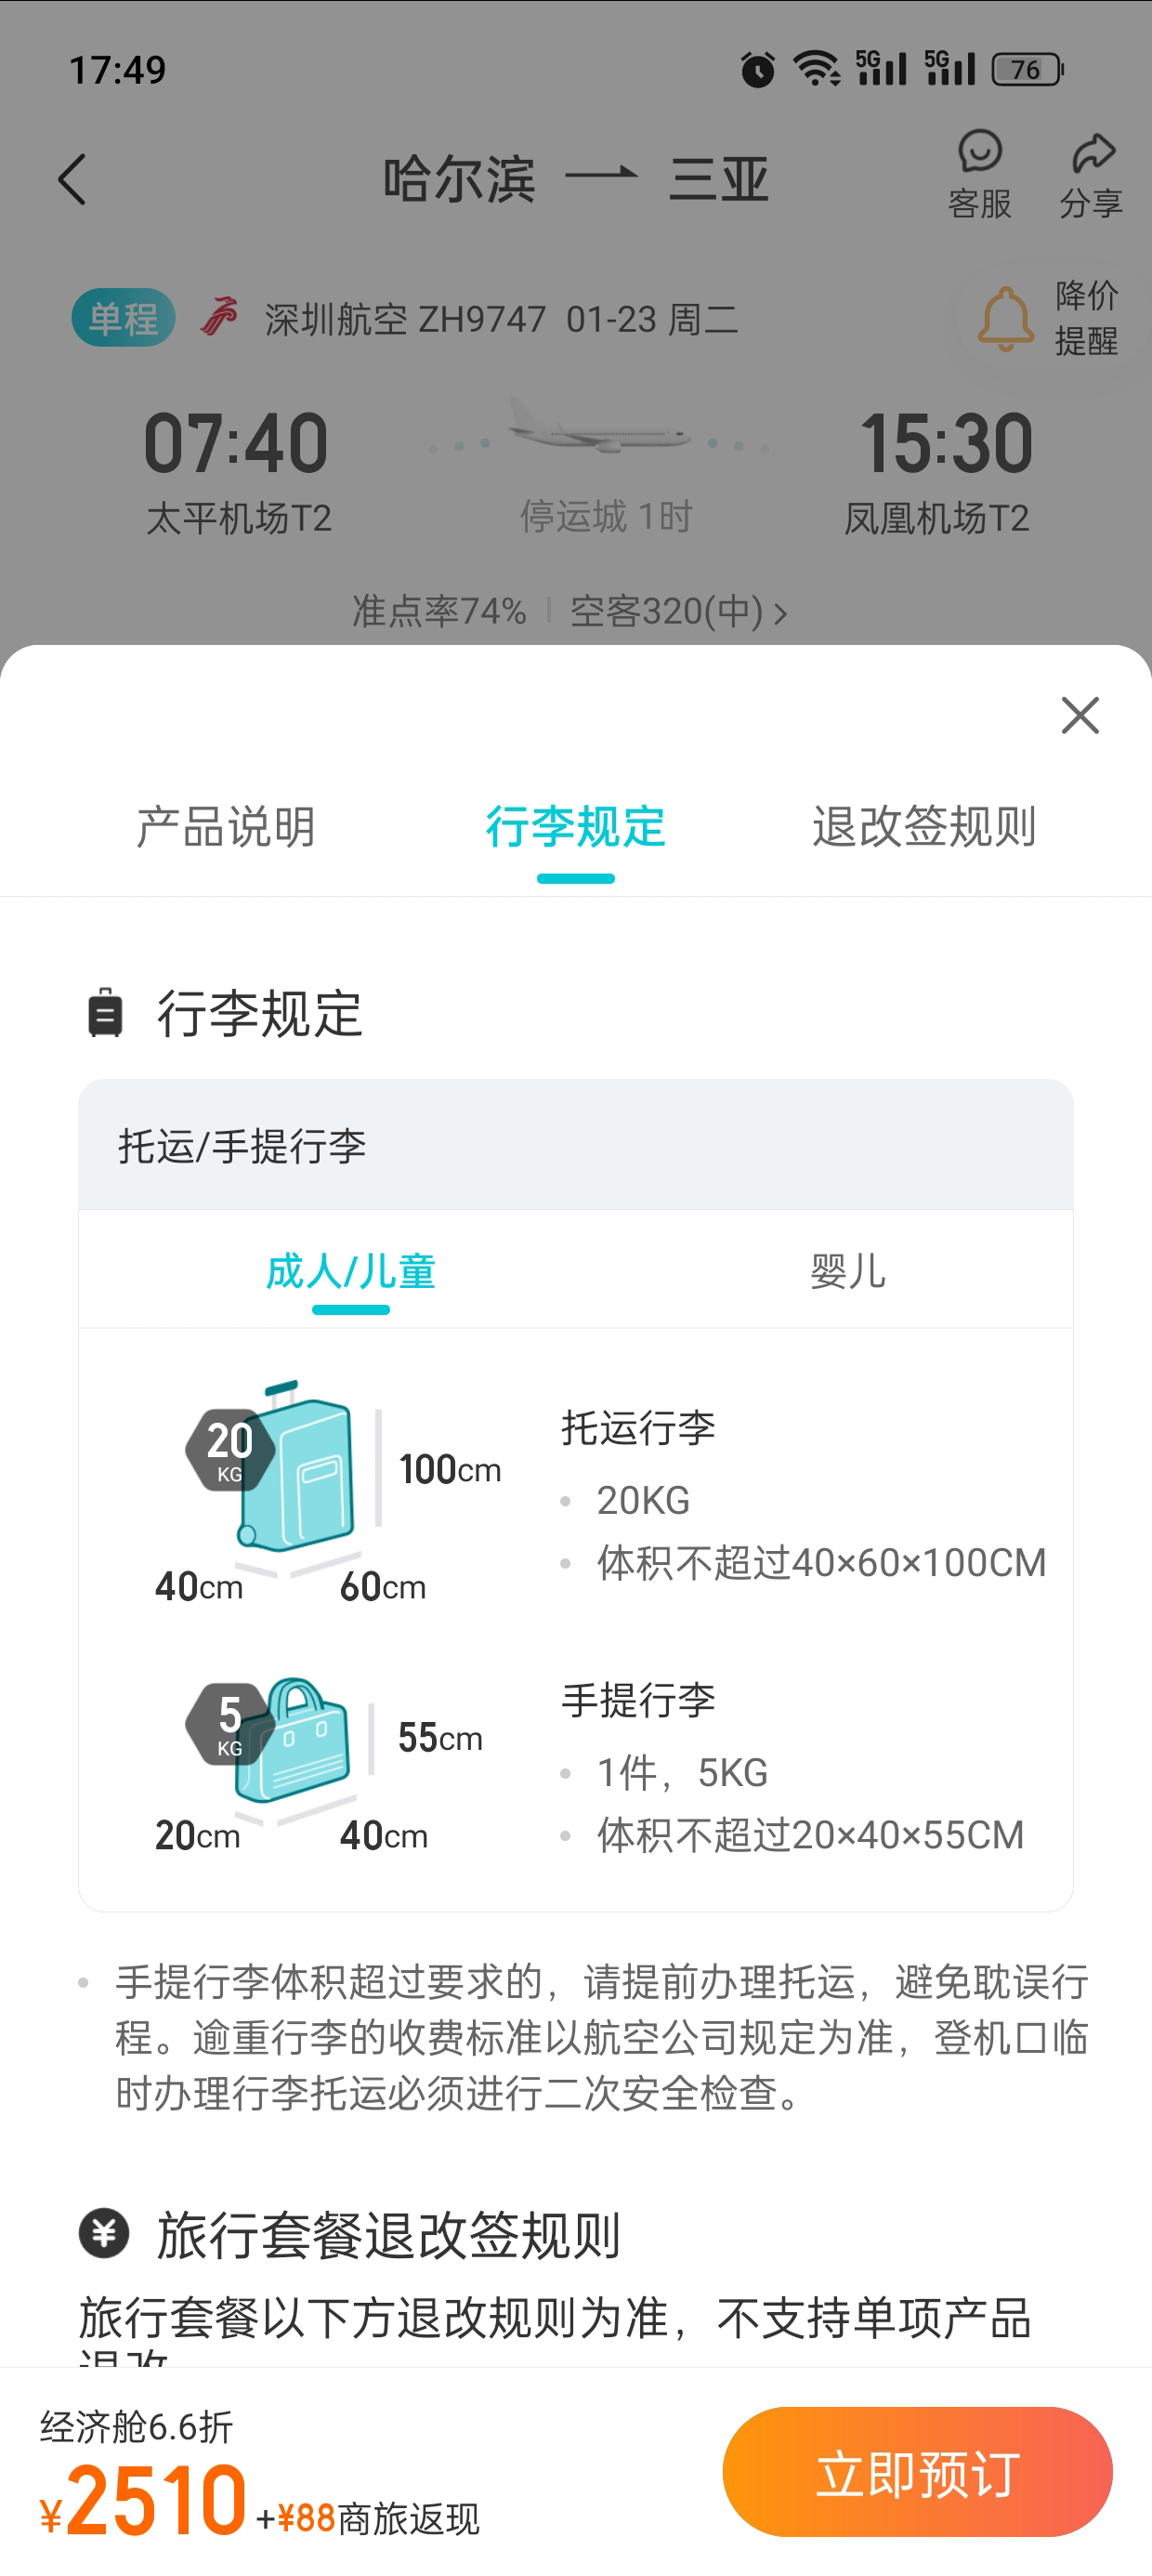 17:49
5G 5G 76
哈尔滨 三亚
客服 分享
单程 深圳航空 ZH9747 01-23 周二
降价
提醒
07:40 15:30
太平机场T2 停运城 1时 凤凰机场T2
准点率74% 空客320(中)
产品说明 行李规定 退改签规则
行李规定
托运/手提行李
成人/儿童 婴儿
20
KG
100cm
40cm 60cm
托运行李
20KG
体积不超过40×60×100CM
5
KG
55cm
20cm 40cm
手提行李
1件，5KG
体积不超过20×40×55CM
手提行李体积超过要求的，请提前办理托运，避免耽误行
程。逾重行李的收费标准以航空公司规定为准，登机口临
时办理行李托运必须进行二次安全检查。
¥ 旅行套餐退改签规则
旅行套餐以下方退改规则为准，不支持单项产品
退改
经济舱6.6折
¥2510+¥88商旅返现
立即预订